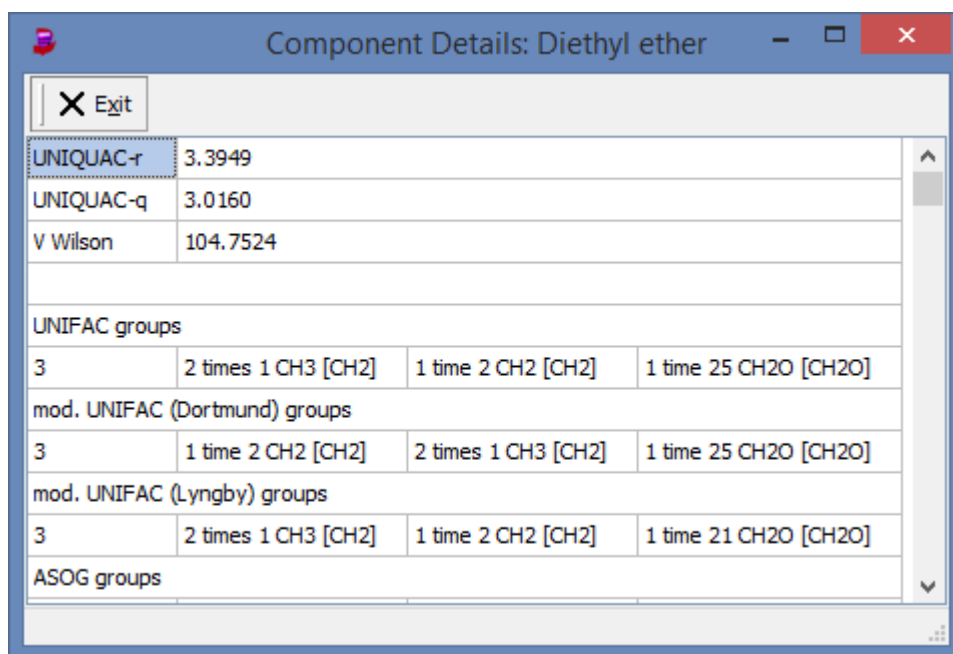 Component Details: Diethyl ether
Exit
UNIQUAC-r 3.3949
UNIQUAC-q 3.0160
V Wilson 104.7524
UNIFAC groups
3 2 times 1 CH3 [CH2] 1 time 2 CH2 [CH2] 1 time 25 CH2O [CH2O]
mod. UNIFAC (Dortmund) groups
3 1 time 2 CH2 [CH2] 2 times 1 CH3 [CH2] 1 time 25 CH2O [CH2O]
mod. UNIFAC (Lyngby) groups
3 2 times 1 CH3 [CH2] 1 time 2 CH2 [CH2] 1 time 21 CH2O [CH2O]
ASOG groups